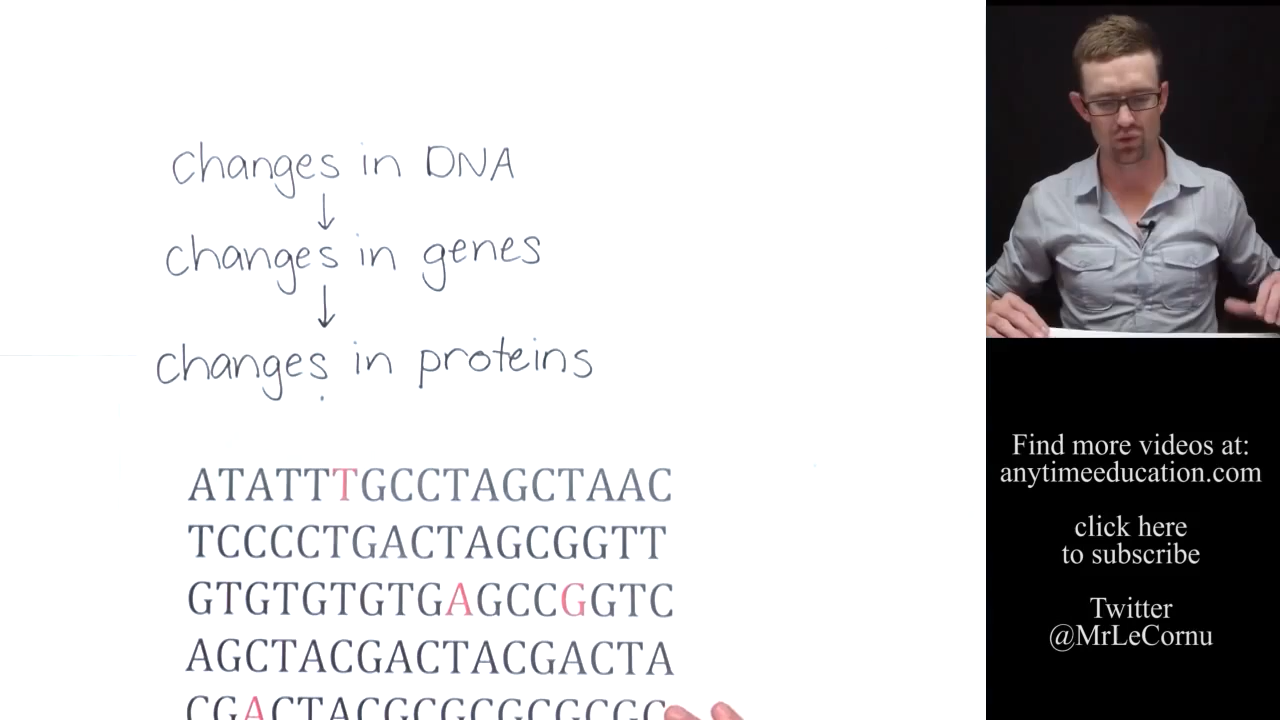 changes in DNA
↓
changes in genes
↓
changes in proteins
ATATTTGCCTAGCTAAC
TCCCCTGACTAGCGGTT
GTGTGTGTGAGCCGGTC
AGCTACGACTACGACTA
CGACTACGCGCGCGCGC
Find more videos at:
anytimeeducation.com
click here
to subscribe
Twitter
@MrLeCornu